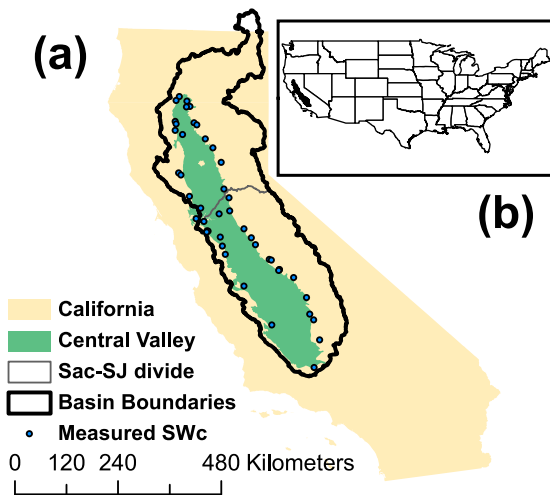 (a)
(b)
California
Central Valley
Sac-SJ divide
Basin Boundaries
Measured SWc
0 120 240 480 Kilometers